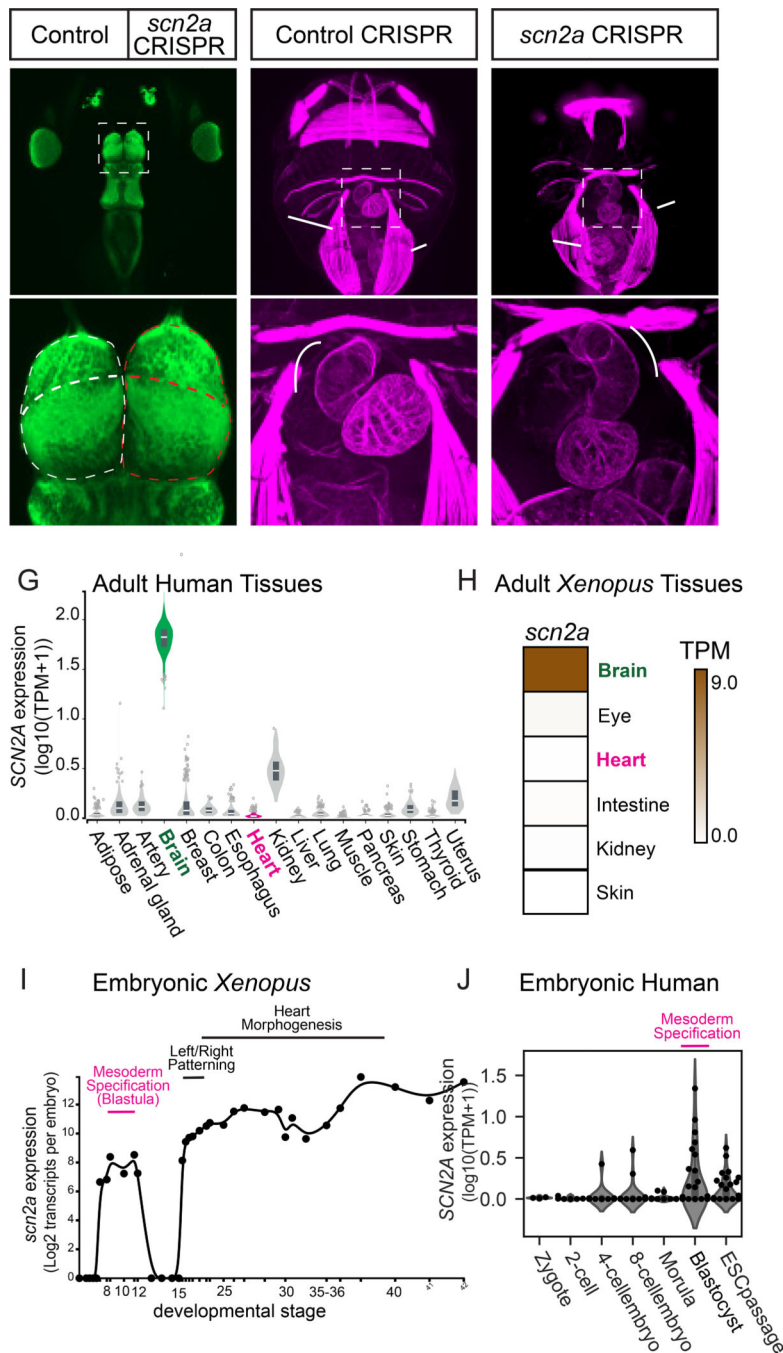 Control
scn2a
CRISPR
Control CRISPR
scn2a CRISPR
G
Adult Human Tissues
SCN2A expression
(log10(TPM+1))
2.0
1.5
1.0
0.5
0.0
Adipose
Adrenal gland
Artery
Brain
Breast
Colon
Esophagus
Heart
Kidney
Liver
Lung
Muscle
Pancreas
Skin
Stomach
Thyroid
Uterus
H
Adult Xenopus Tissues
scn2a
Brain
Eye
Heart
Intestine
Kidney
Skin
TPM
9.0
0.0
I
Embryonic Xenopus
Heart
Morphogenesis
Left/Right
Patterning
Mesoderm
Specification
(Blastula)
scn2a expression
(Log2 transcripts per embryo)
14
12
10
8
6
4
2
0
8 10 12 15 25 30 35-36 40 41 42
developmental stage
J
Embryonic Human
Mesoderm
Specification
SCN2A expression
(log10(TPM+1))
1.5
1.0
0.5
0.0
Zygote
2-cell
4-cellembryo
8-cellembryo
Morula
Blastocyst
ESCpassage